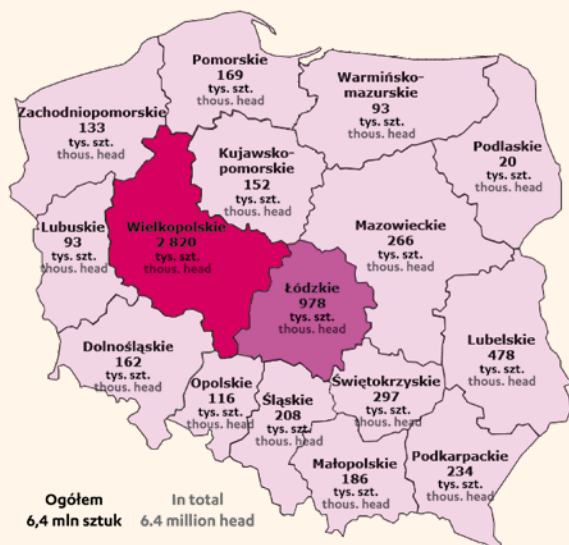 Pomorskie
169
tys. szt.
thous. head
Warmińsko-
mazurskie
93
tys. szt.
thous. head
Zachodniopomorskie
133
tys. szt.
thous. head
Podlaskie
20
tys. szt.
thous. head
Kujawsko-
pomorskie
152
tys. szt.
thous. head
Lubuskie
93
tys. szt.
thous. head
Wielkopolskie
2 820
tys. szt.
thous. head
Mazowieckie
266
tys. szt.
thous. head
Łódzkie
978
tys. szt.
thous. head
Lubelskie
478
tys. szt.
thous. head
Dolnośląskie
162
tys. szt.
thous. head
Opolskie
116
tys. szt.
thous. head
Śląskie
208
tys. szt.
thous. head
Świętokrzyskie
297
tys. szt.
thous. head
Małopolskie
186
tys. szt.
thous. head
Podkarpackie
234
tys. szt.
thous. head
Ogółem
6,4 mln sztuk
In total
6.4 million head